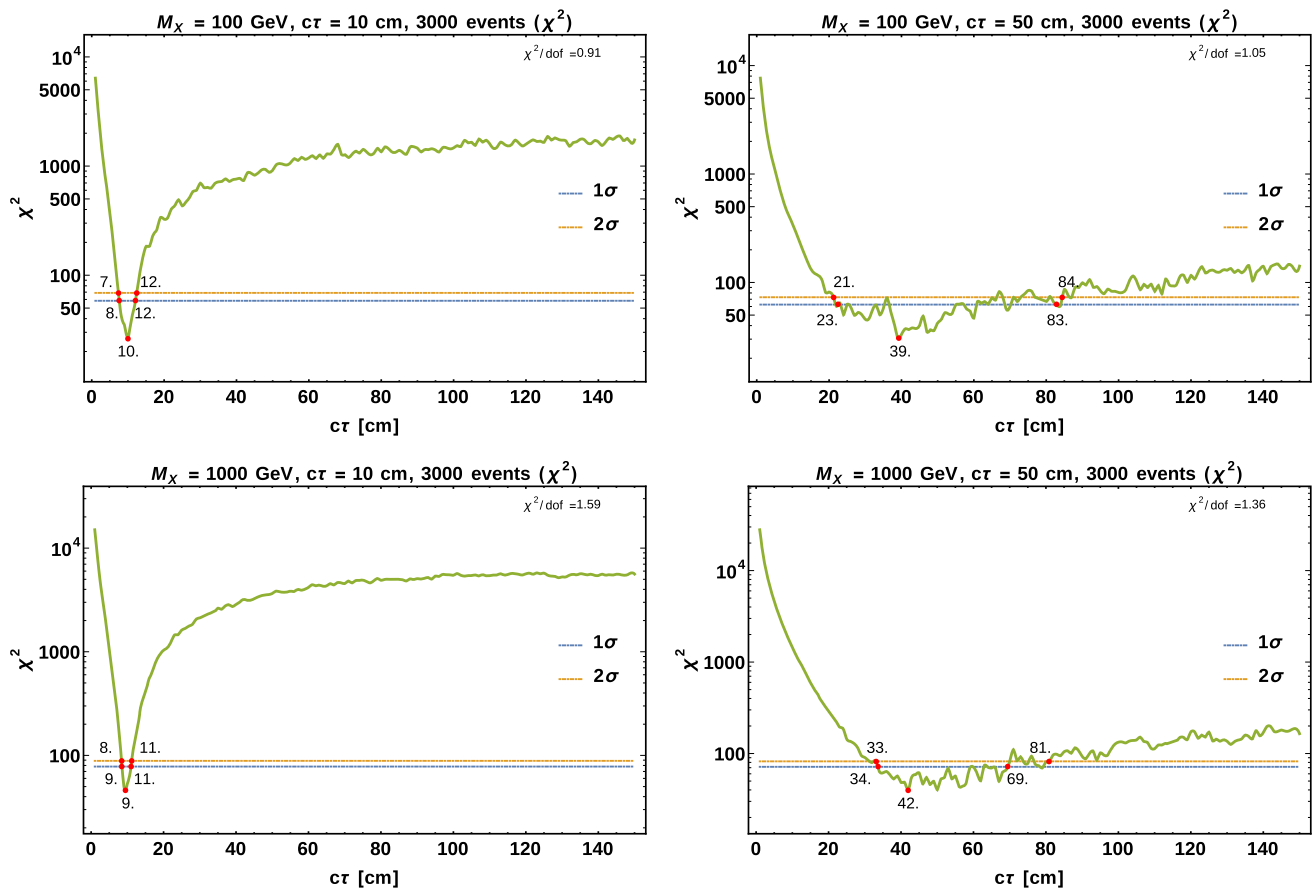 M_X = 100 GeV, cτ = 10 cm, 3000 events (χ²)
χ²/dof =0.91
10⁴
5000
1000
500
100
50
χ²
1σ
2σ
7.
12.
8.
12.
10.
0 20 40 60 80 100 120 140
cτ [cm]
M_X = 100 GeV, cτ = 50 cm, 3000 events (χ²)
χ²/dof =1.05
10⁴
5000
1000
500
100
50
χ²
1σ
2σ
21.
84.
23.
83.
39.
0 20 40 60 80 100 120 140
cτ [cm]
M_X = 1000 GeV, cτ = 10 cm, 3000 events (χ²)
χ²/dof =1.59
10⁴
1000
100
χ²
1σ
2σ
8.
11.
9.
11.
9.
0 20 40 60 80 100 120 140
cτ [cm]
M_X = 1000 GeV, cτ = 50 cm, 3000 events (χ²)
χ²/dof =1.36
10⁴
1000
100
χ²
1σ
2σ
33.
81.
34.
69.
42.
0 20 40 60 80 100 120 140
cτ [cm]